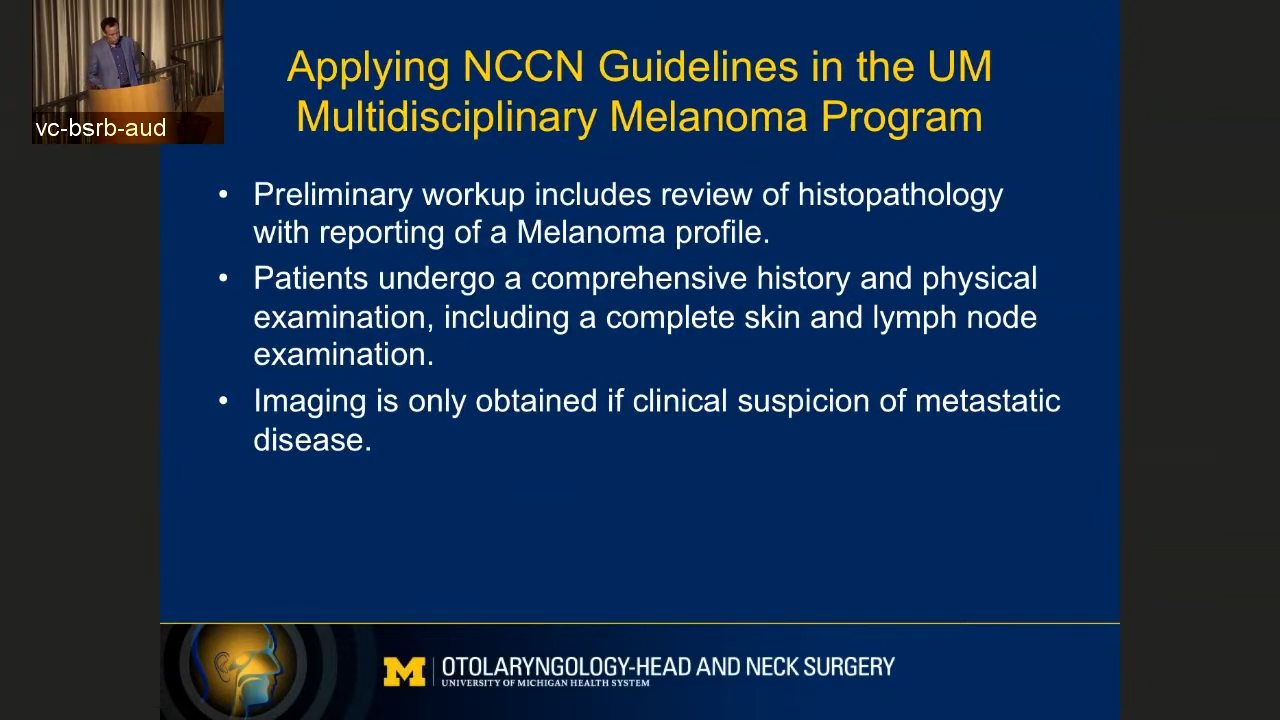 vc-bsrb-aud
Applying NCCN Guidelines in the UM
Multidisciplinary Melanoma Program
• Preliminary workup includes review of histopathology
with reporting of a Melanoma profile.
• Patients undergo a comprehensive history and physical
examination, including a complete skin and lymph node
examination.
• Imaging is only obtained if clinical suspicion of metastatic
disease.
M OTOLARYNGOLOGY-HEAD AND NECK SURGERY
UNIVERSITY OF MICHIGAN HEALTH SYSTEM